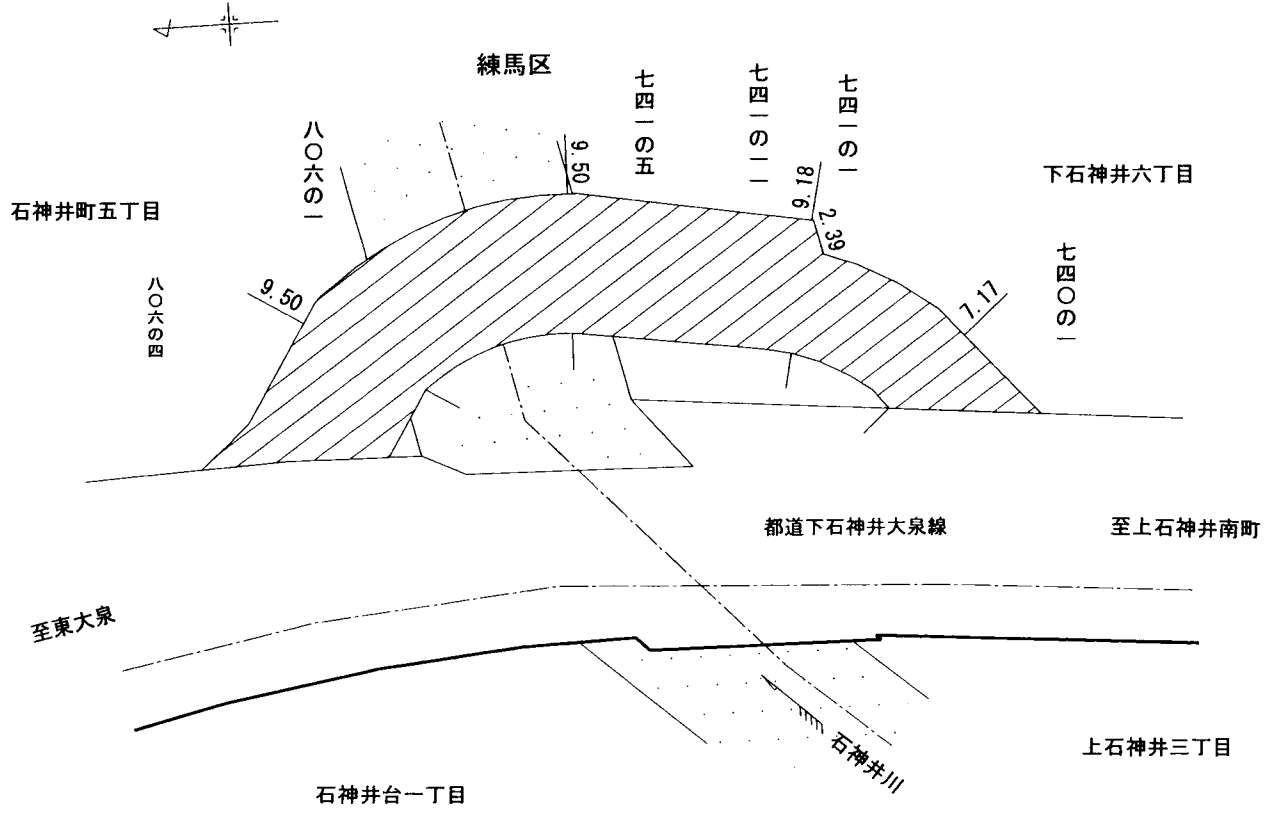 練馬区
七四一の五
七四一の一一
七四一の一
八〇六の一
9.50
9.18
2.39
下石神井六丁目
石神井町五丁目
七四〇の一
八〇六の四
9.50
7.17
都道下石神井大泉線
至上石神井南町
至東大泉
石神井川
上石神井三丁目
石神井台一丁目